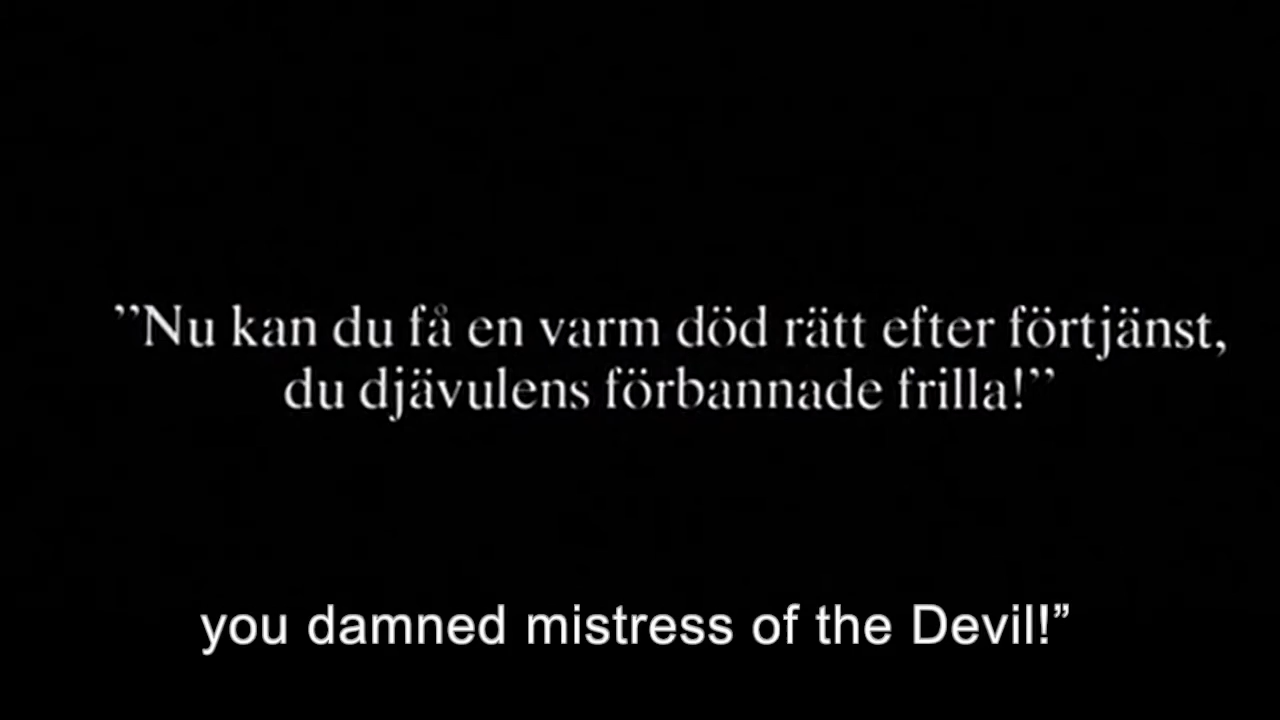 ”Nu kan du få en varm död rätt efter förtjänst,
du djävulens förbannade frilla!”
you damned mistress of the Devil!”